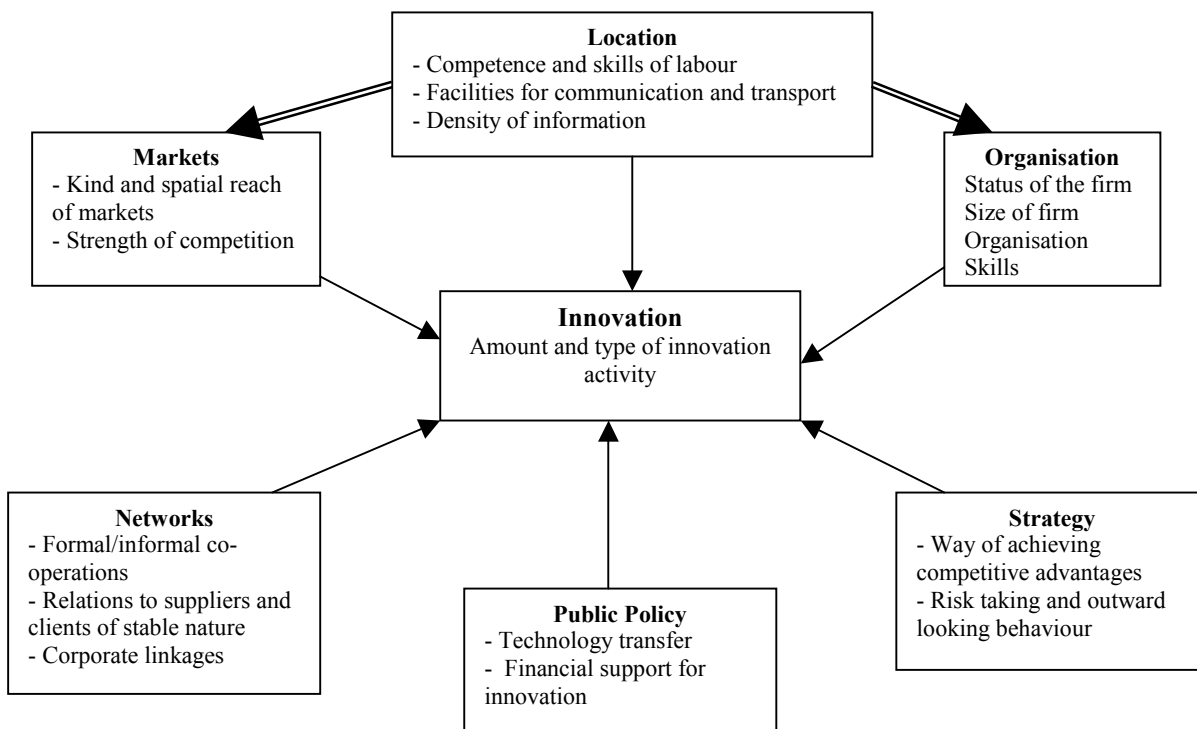 Location
- Competence and skills of labour
- Facilities for communication and transport
- Density of information
Markets
- Kind and spatial reach
of markets
- Strength of competition
Organisation
Status of the firm
Size of firm
Organisation
Skills
Innovation
Amount and type of innovation
activity
Networks
- Formal/informal co-
operations
- Relations to suppliers and
clients of stable nature
- Corporate linkages
Public Policy
- Technology transfer
-  Financial support for
innovation
Strategy
- Way of achieving
competitive advantages
- Risk taking and outward
looking behaviour